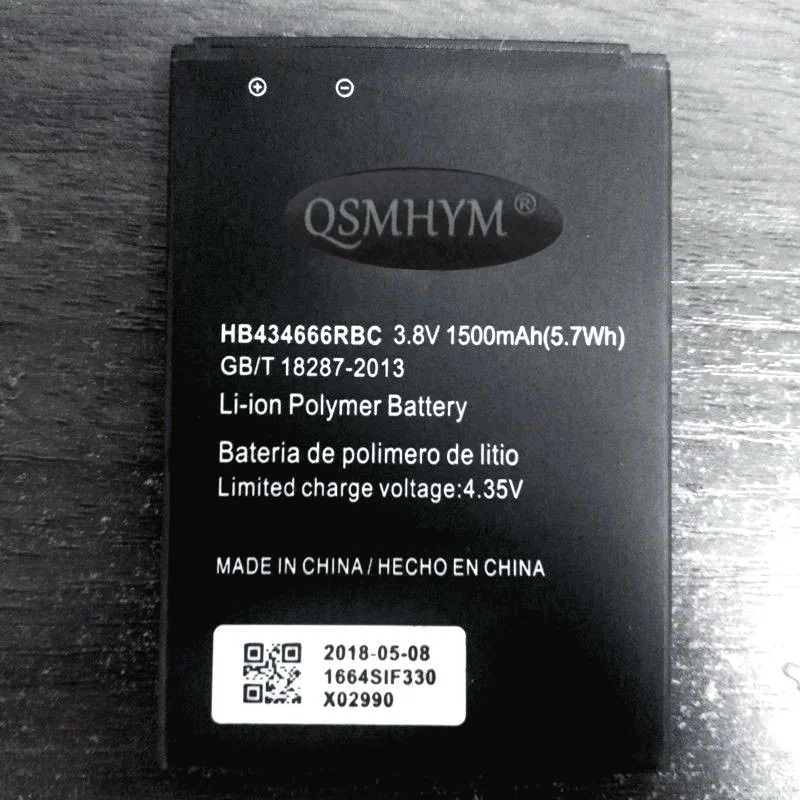 ⊕ ⊖
QSMHYM®
HB434666RBC 3.8V 1500mAh(5.7Wh)
GB/T 18287-2013
Li-ion Polymer Battery
Bateria de polimero de litio
Limited charge voltage:4.35V
MADE IN CHINA / HECHO EN CHINA
2018-05-08
1664SIF330
X02990